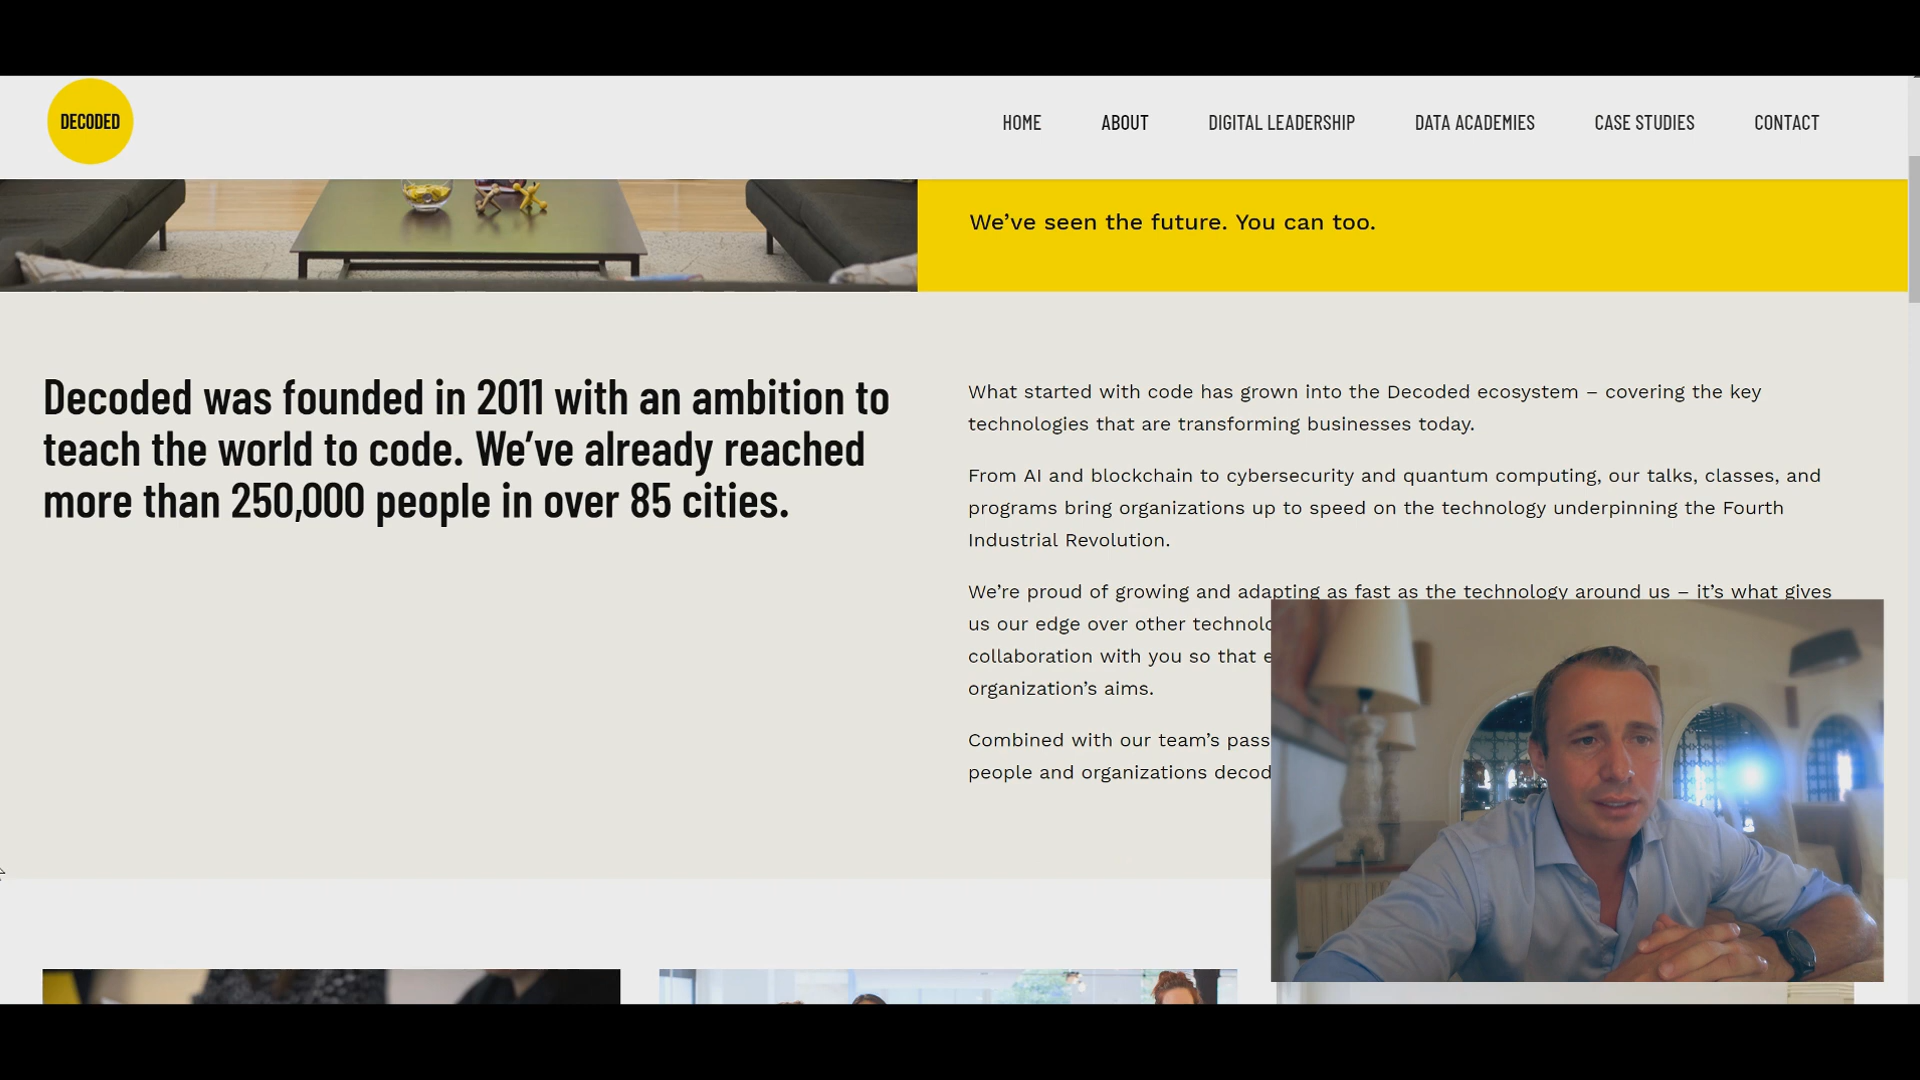 DECODED
HOME
ABOUT
DIGITAL LEADERSHIP
DATA ACADEMIES
CASE STUDIES
CONTACT
We’ve seen the future. You can too.
Decoded was founded in 2011 with an ambition to
teach the world to code. We’ve already reached
more than 250,000 people in over 85 cities.
What started with code has grown into the Decoded ecosystem – covering the key
technologies that are transforming businesses today.
From AI and blockchain to cybersecurity and quantum computing, our talks, classes, and
programs bring organizations up to speed on the technology underpinning the Fourth
Industrial Revolution.
We’re proud of growing and adapting as fast as the technology around us – it’s what gives
us our edge over other
collaboration with you so that
organization’s aims.
Combined with our team’s
people and organizations